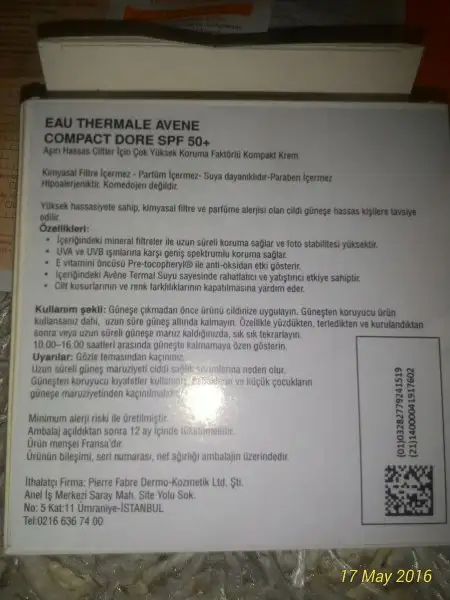 EAU THERMALE AVENE
COMPACT DORE SPF 50+
Aşırı Hassas Ciltler İçin Çok Yüksek Koruma Faktörlü Kompakt Krem
Kimyasal Filtre İçermez - Parfüm İçermez- Suya dayanıklıdır-Paraben İçermez
Hipoalerjeniktir. Komedojen değildir.
Yüksek hassasiyete sahip, kimyasal filtre ve parfüme alerjisi olan cildi güneşe hassas kişilere tavsiye
edilir.
Özellikleri:
• İçeriğindeki mineral filtreler ile uzun süreli koruma sağlar ve foto stabilitesi yüksektir.
• UVA ve UVB ışınlarına karşı geniş spektrumlu koruma sağlar.
• E vitamini öncüsü Pre-tocopheryl® ile anti-oksidan etki gösterir.
• İçeriğindeki Avène Termal Suyu sayesinde rahatlatıcı ve yatıştırıcı etkiye sahiptir.
• Cilt kusurlarının ve renk farklılıklarının kapatılmasına yardım eder.
Kullanım şekli: Güneşe çıkmadan önce ürünü cildinize uygulayın. Güneşten koruyucu ürün
kullansanız dahi, uzun süre güneş altında kalmayın. Özellikle yüzdükten, terledikten ve kurulandıktan
sonra veya uzun süreli güneşe maruz kaldığınızda, sık sık tekrarlayın.
10.00-16.00 saatleri arasında güneşte kalmamaya özen gösterin.
Uyarılar: Gözle temasından kaçınınız.
Uzun süreli güneş maruziyeti ciddi sağlık sorunlarına neden olur.
Güneşten koruyucu kıyafetler ve küçük çocukların
güneşe maruziyetinden
Minimum alerji riski ile üretilmiştir.
Ambalaj açıldıktan sonra 12 ay içinde
Ürün menşei Fransa'dır.
Ürünün bileşimi, seri numarası, net ağırlığı ambalajın üzerindedir.
İthalatçı Firma: Pierre Fabre Dermo-Kozmetik Ltd. Şti.
Anel İş Merkezi Saray Mah. Site Yolu Sok.
No: 5 Kat:11 Ümraniye-İSTANBUL
Tel:0216 636 74 00
(01)03282779241519
(21)14000041917602
17 May 2016